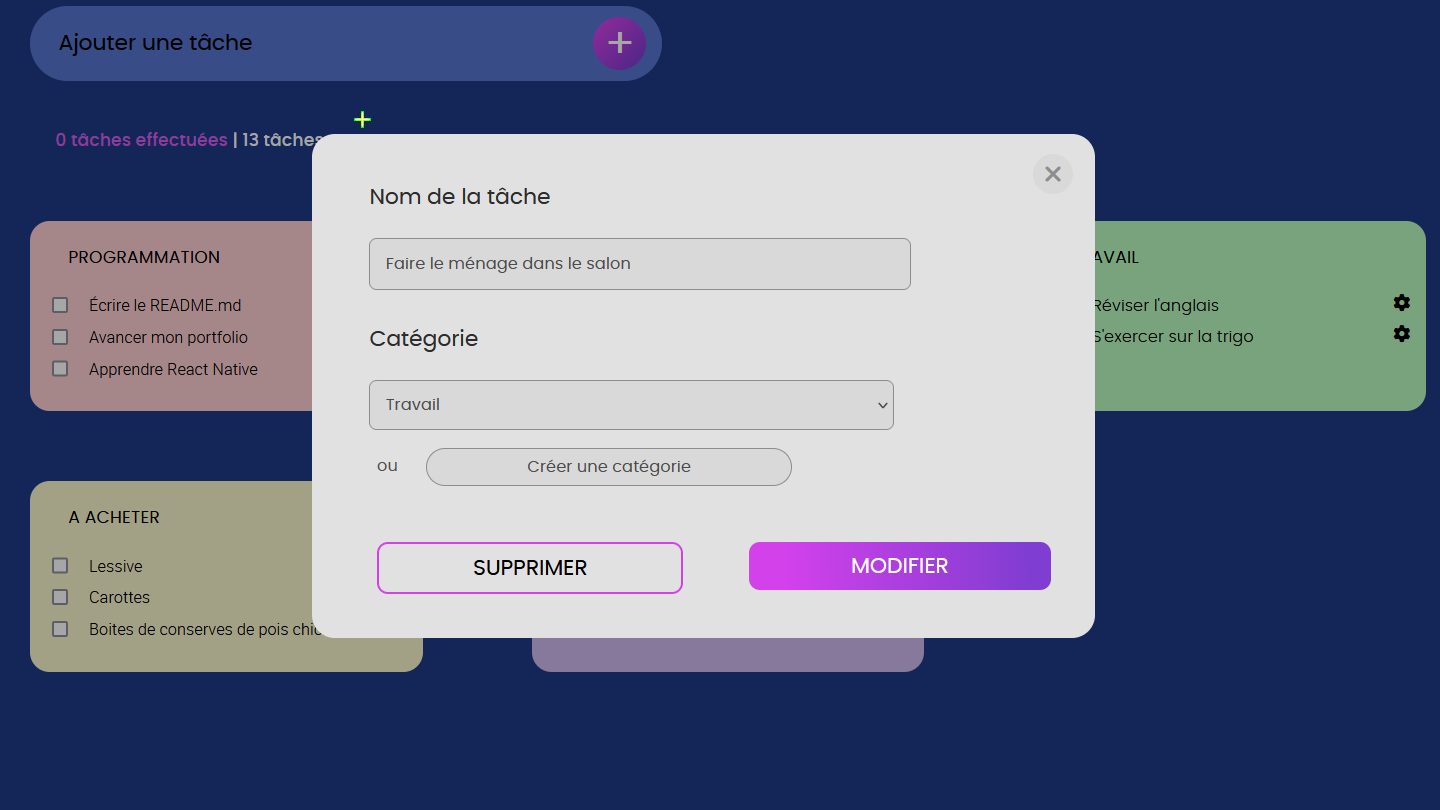 Ajouter une tâche
0 tâches effectuées | 13 tâches
Nom de la tâche
Faire le ménage dans le salon
Catégorie
Travail
ou
Créer une catégorie
SUPPRIMER
MODIFIER
PROGRAMMATION
Écrire le README.md
Avancer mon portfolio
Apprendre React Native
AVAIL
Réviser l'anglais
S'exercer sur la trigo
A ACHETER
Lessive
Carottes
Boites de conserves de pois chic